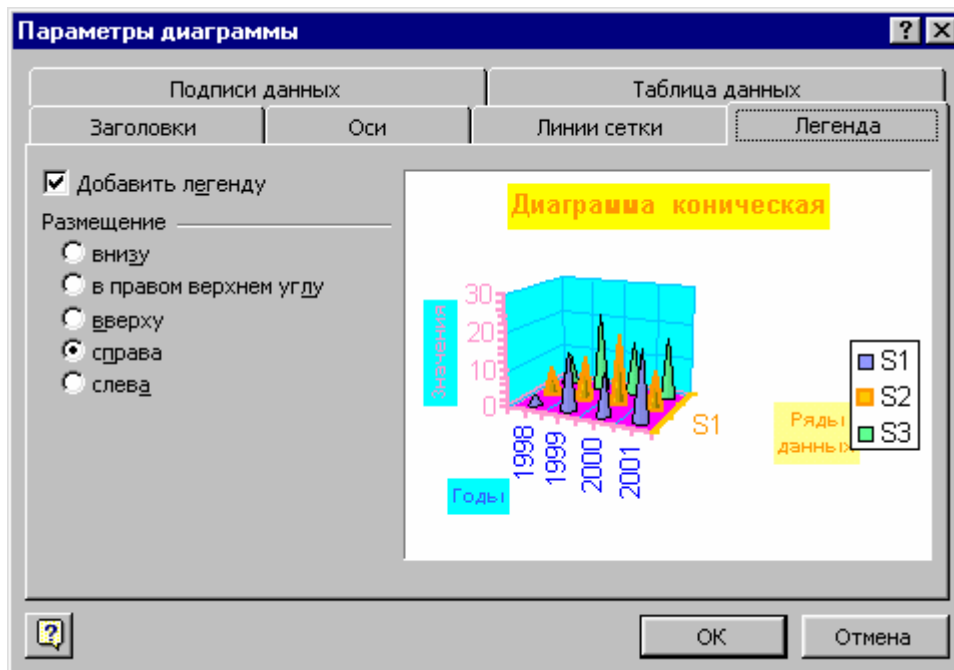 Параметры диаграммы
Подписи данных
Таблица данных
Заголовки
Оси
Линии сетки
Легенда
Добавить легенду
Размещение
внизу
в правом верхнем углу
вверху
справа
слева
Диаграмма коническая
Значения
30
20
10
0
1998
1999
2000
2001
S1
Годы
Ряды
данных
S1
S2
S3
ОК
Отмена